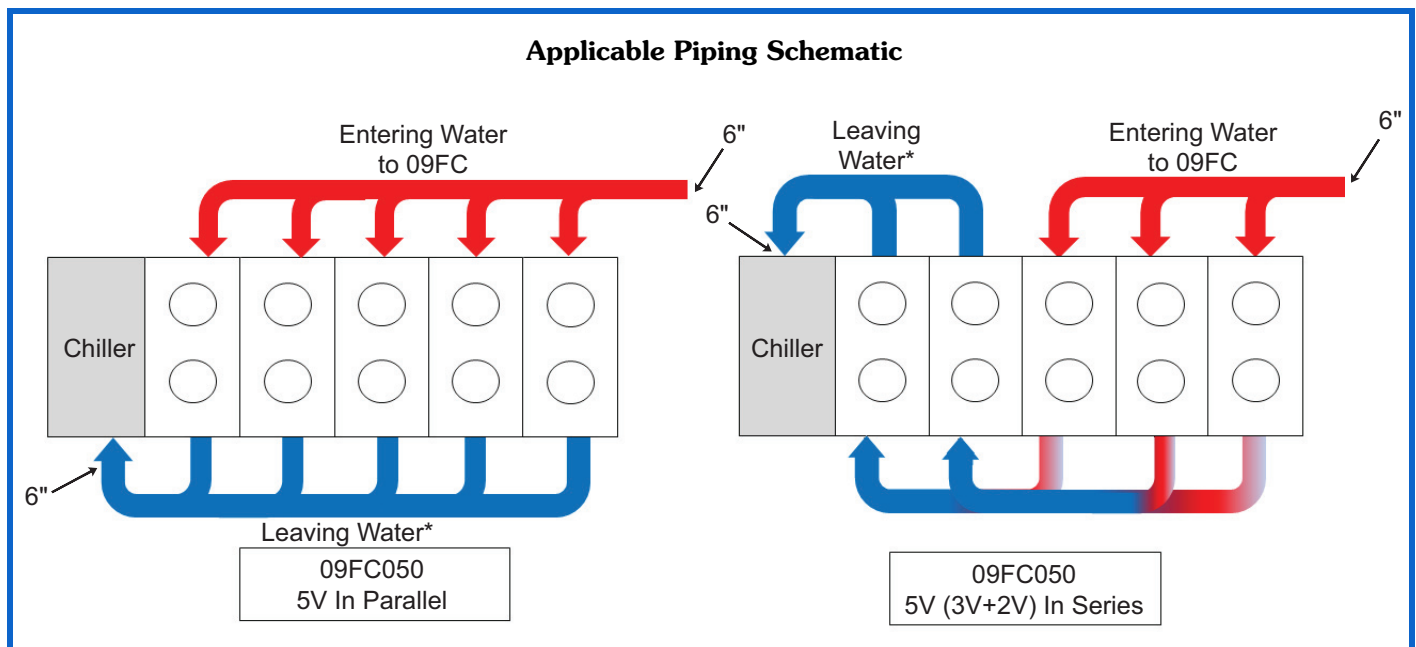 Applicable Piping Schematic
Entering Water
to 09FC
6"
Chiller
6"
Leaving Water*
09FC050
5V In Parallel
Leaving
Water*
6"
Entering Water
to 09FC
6"
Chiller
09FC050
5V (3V+2V) In Series